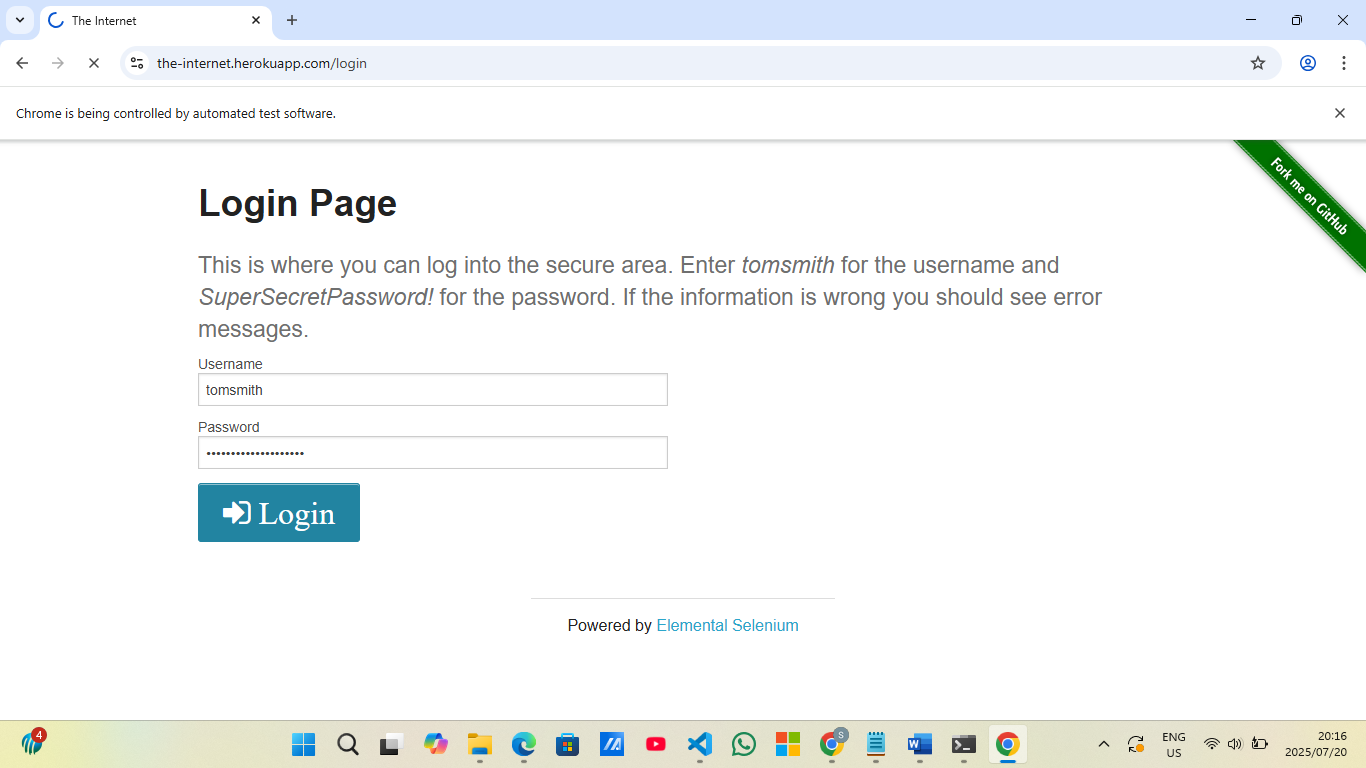 The Internet
the-internet.herokuapp.com/login
Chrome is being controlled by automated test software.
Fork me on GitHub
Login Page
This is where you can log into the secure area. Enter tomsmith for the username and
SuperSecretPassword! for the password. If the information is wrong you should see error
messages.
Username
tomsmith
Password
••••••••••••••••••••
Login
Powered by Elemental Selenium
4
S
ENG
US
20:16
2025/07/20